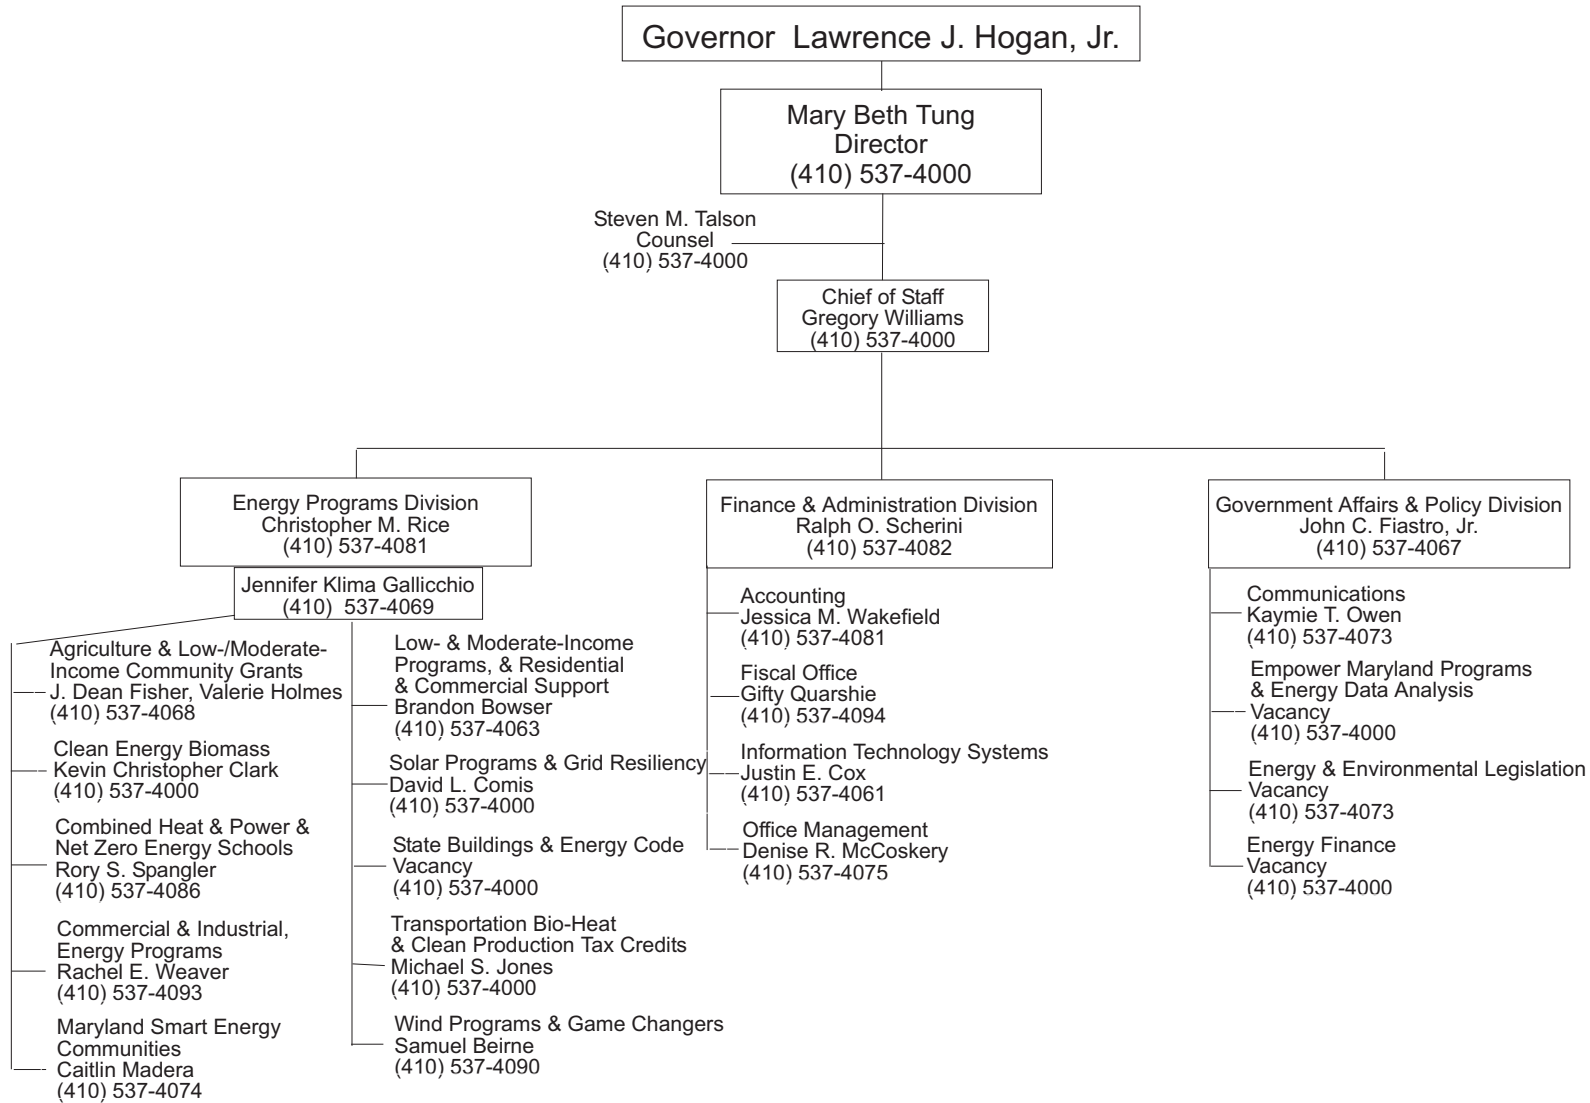 Governor Lawrence J. Hogan, Jr.
Mary Beth Tung
Director
(410) 537-4000
Steven M. Talson
Counsel
(410) 537-4000
Chief of Staff
Gregory Williams
(410) 537-4000
Energy Programs Division
Christopher M. Rice
(410) 537-4081
Jennifer Klima Gallicchio
(410) 537-4069
Agriculture & Low-/Moderate-
Income Community Grants
J. Dean Fisher, Valerie Holmes
(410) 537-4068
Clean Energy Biomass
Kevin Christopher Clark
(410) 537-4000
Combined Heat & Power &
Net Zero Energy Schools
Rory S. Spangler
(410) 537-4086
Commercial & Industrial,
Energy Programs
Rachel E. Weaver
(410) 537-4093
Maryland Smart Energy
Communities
Caitlin Madera
(410) 537-4074
Low- & Moderate-Income
Programs, & Residential
& Commercial Support
Brandon Bowser
(410) 537-4063
Solar Programs & Grid Resiliency
David L. Comis
(410) 537-4000
State Buildings & Energy Code
Vacancy
(410) 537-4000
Transportation Bio-Heat
& Clean Production Tax Credits
Michael S. Jones
(410) 537-4000
Wind Programs & Game Changers
Samuel Beirne
(410) 537-4090
Finance & Administration Division
Ralph O. Scherini
(410) 537-4082
Accounting
Jessica M. Wakefield
(410) 537-4081
Fiscal Office
Gifty Quarshie
(410) 537-4094
Information Technology Systems
Justin E. Cox
(410) 537-4061
Office Management
Denise R. McCoskery
(410) 537-4075
Government Affairs & Policy Division
John C. Fiastro, Jr.
(410) 537-4067
Communications
Kaymie T. Owen
(410) 537-4073
Empower Maryland Programs
& Energy Data Analysis
Vacancy
(410) 537-4000
Energy & Environmental Legislation
Vacancy
(410) 537-4073
Energy Finance
Vacancy
(410) 537-4000